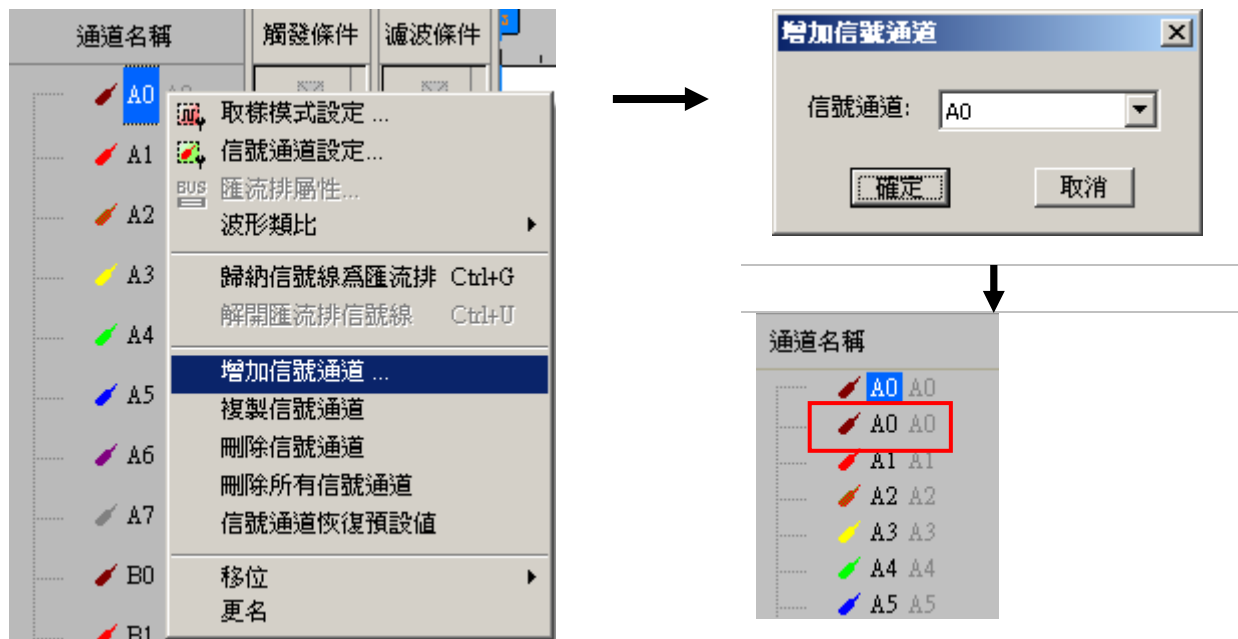 通道名稱
觸發條件
濾波條件
A0
取樣模式設定 ...
A1
信號通道設定...
BUS
匯流排屬性...
A2
波形類比
A3
歸納信號線爲匯流排 Ctrl+G
A4
解開匯流排信號線 Ctrl+U
增加信號通道 ...
A5
複製信號通道
A6
刪除信號通道
刪除所有信號通道
A7
信號通道恢復預設值
B0
移位
更名
B1
增加信號通道
信號通道:
A0
確定
取消
通道名稱
A0 A0
A0 A0
A1 A1
A2 A2
A3 A3
A4 A4
A5 A5